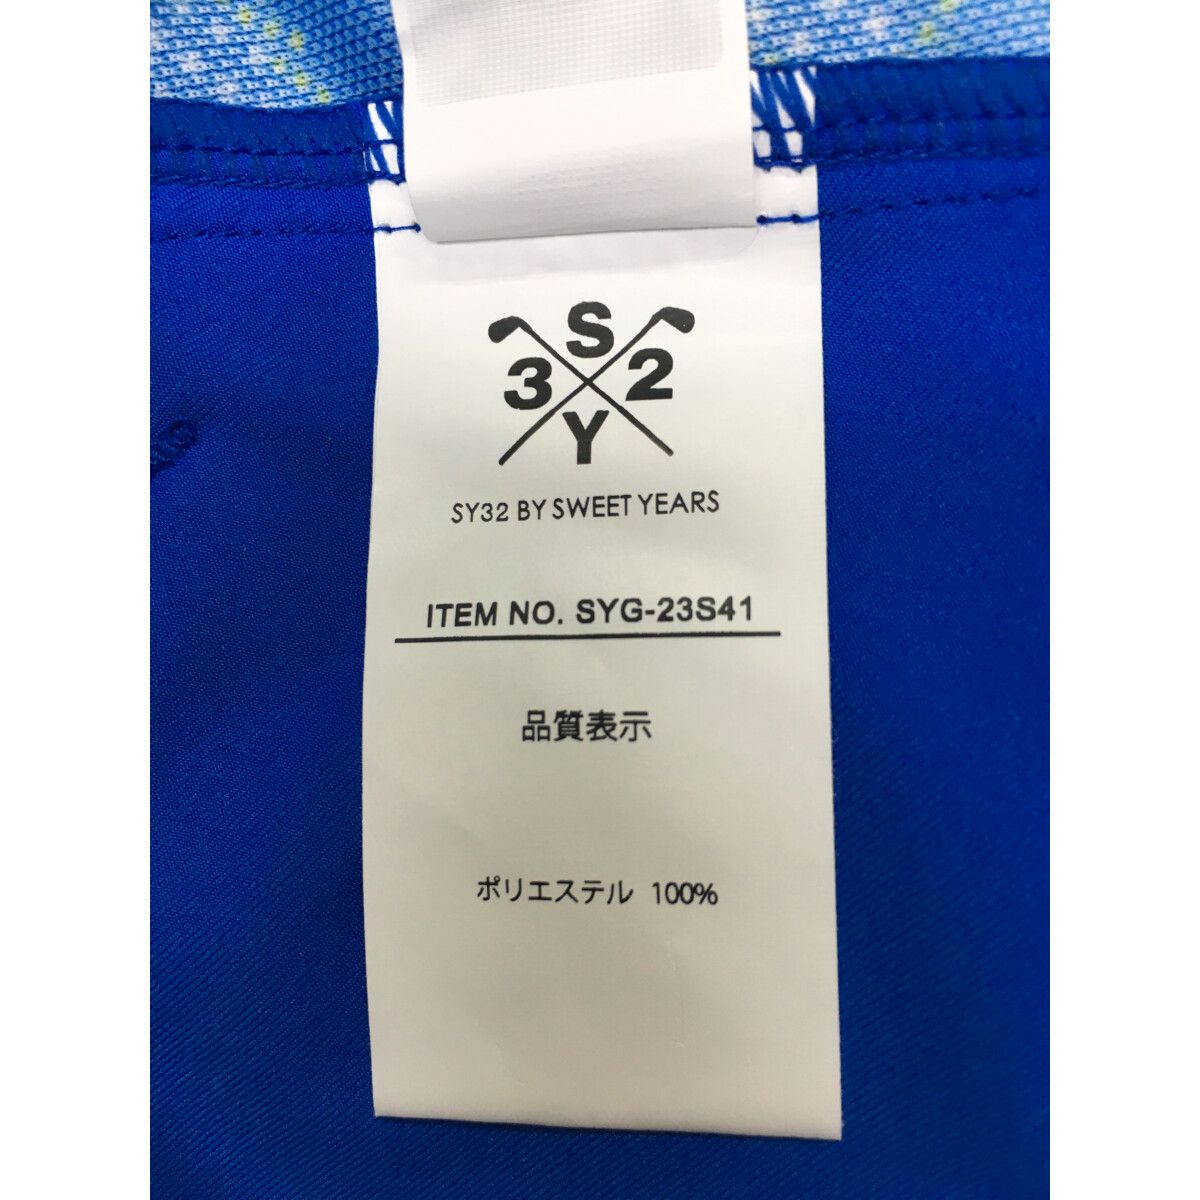 S
3 2
Y
SY32 BY SWEET YEARS
ITEM NO. SYG-23S41
品質表示
ポリエステル 100%